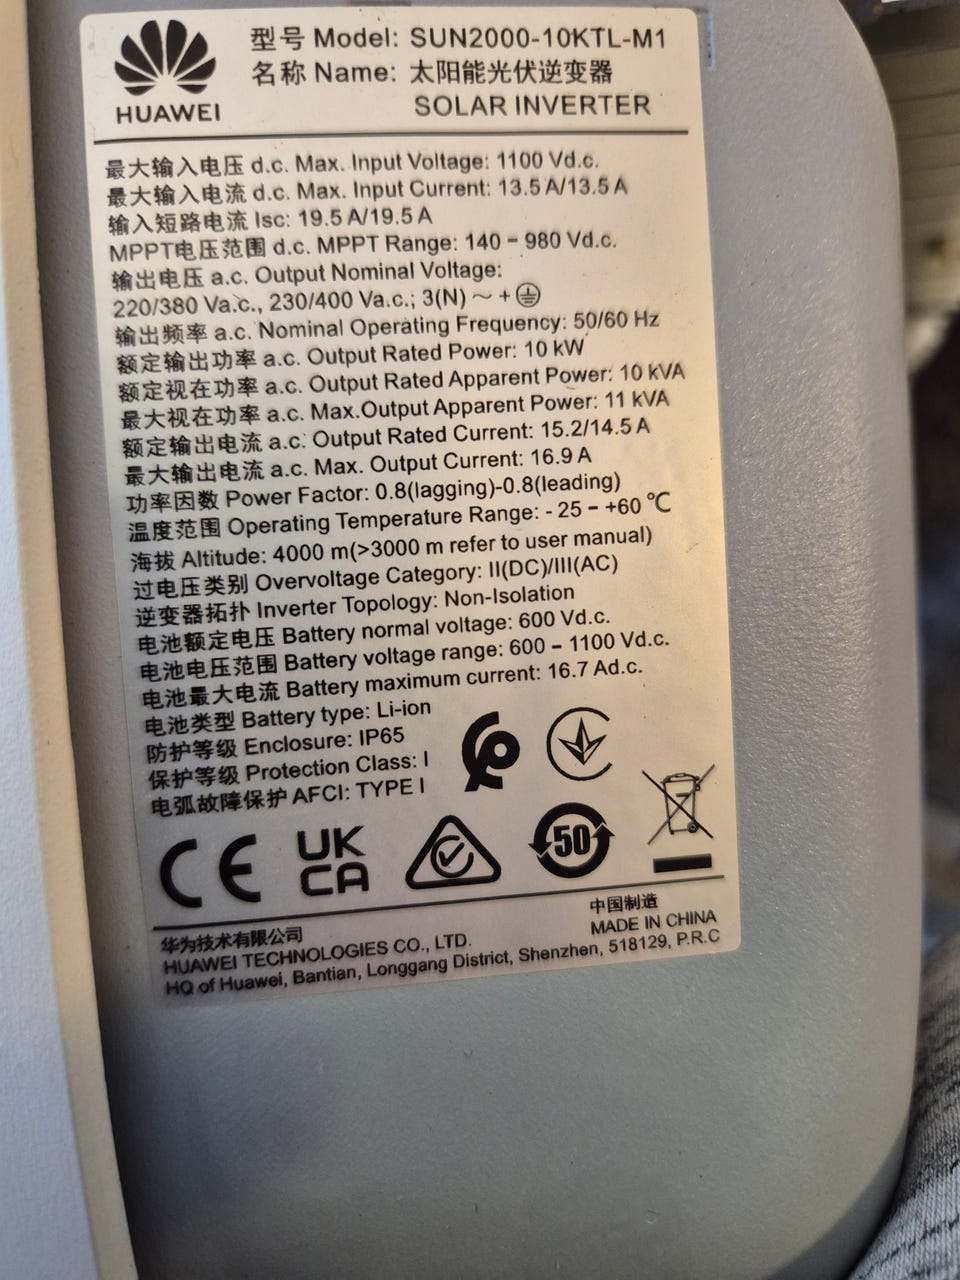 HUAWEI
型号 Model: SUN2000-10KTL-M1
名称 Name: 太阳能光伏逆变器
SOLAR INVERTER
最大输入电压 d.c. Max. Input Voltage: 1100 Vd.c.
最大输入电流 d.c. Max. Input Current: 13.5 A/13.5 A
输入短路电流 Isc: 19.5 A/19.5 A
MPPT电压范围 d.c. MPPT Range: 140 – 980 Vd.c.
输出电压 a.c. Output Nominal Voltage:
220/380 Va.c., 230/400 Va.c.; 3(N) ~ + ⏚
输出频率 a.c. Nominal Operating Frequency: 50/60 Hz
额定输出功率 a.c. Output Rated Power: 10 kW
额定视在功率 a.c. Output Rated Apparent Power: 10 kVA
最大视在功率 a.c. Max.Output Apparent Power: 11 kVA
额定输出电流 a.c. Output Rated Current: 15.2/14.5 A
最大输出电流 a.c. Max. Output Current: 16.9 A
功率因数 Power Factor: 0.8(lagging)-0.8(leading)
温度范围 Operating Temperature Range: - 25 – +60 ℃
海拔 Altitude: 4000 m(>3000 m refer to user manual)
过电压类别 Overvoltage Category: II(DC)/III(AC)
逆变器拓扑 Inverter Topology: Non-Isolation
电池额定电压 Battery normal voltage: 600 Vd.c.
电池电压范围 Battery voltage range: 600 – 1100 Vd.c.
电池最大电流 Battery maximum current: 16.7 Ad.c.
电池类型 Battery type: Li-ion
防护等级 Enclosure: IP65
保护等级 Protection Class: I
电弧故障保护 AFCI: TYPE I
CE UK CA 50
中国制造
MADE IN CHINA
华为技术有限公司
HUAWEI TECHNOLOGIES CO., LTD.
HQ of Huawei, Bantian, Longgang District, Shenzhen, 518129, P.R.C